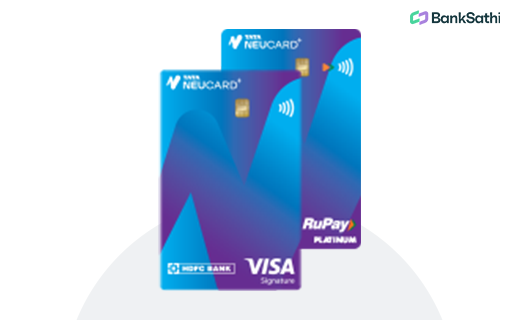 BankSathi
TATA
NEUCARD+
TATA
NEUCARD+
RuPay
PLATINUM
HDFC BANK
VISA
Signature